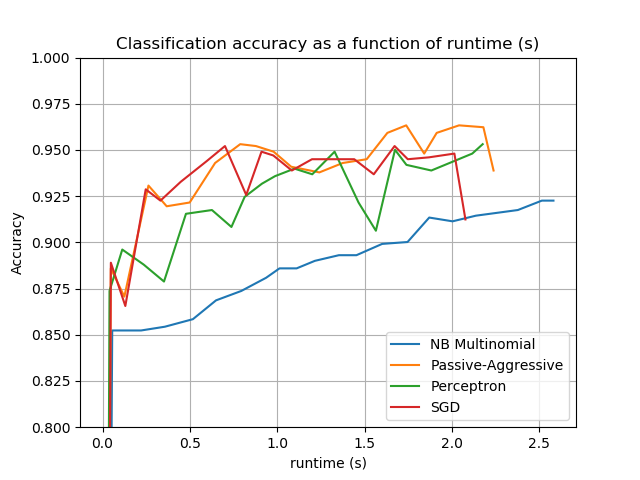 Classification accuracy as a function of runtime (s)
1.000
0.975
0.950
0.925
0.900
0.875
0.850
0.825
0.800
Accuracy
NB Multinomial
Passive-Aggressive
Perceptron
SGD
0.0 0.5 1.0 1.5 2.0 2.5
runtime (s)